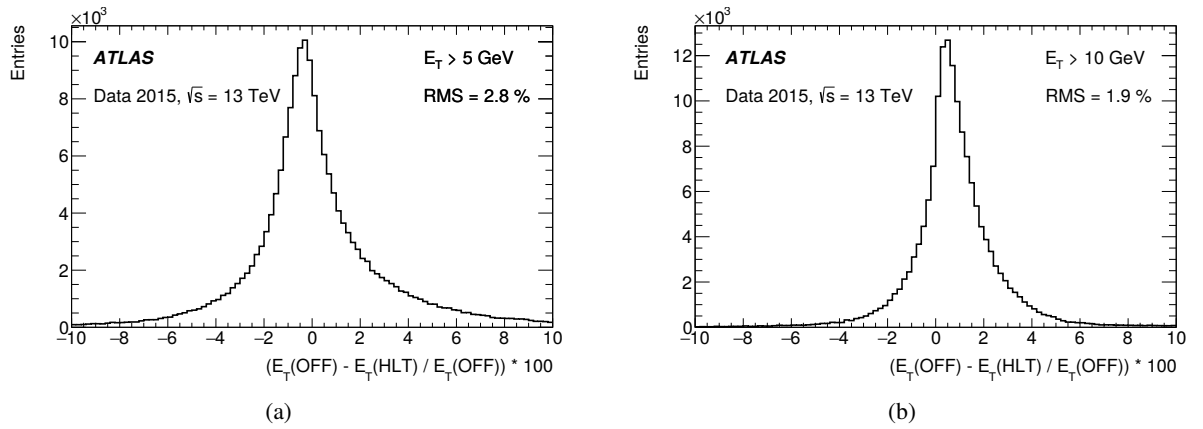 ×10³
Entries
10
8
6
4
2
0
ATLAS
Data 2015, √s = 13 TeV
E_T > 5 GeV
RMS = 2.8 %
−10 −8 −6 −4 −2 0 2 4 6 8 10
(E_T(OFF) - E_T(HLT) / E_T(OFF)) * 100
(a)
×10³
Entries
12
10
8
6
4
2
0
ATLAS
Data 2015, √s = 13 TeV
E_T > 10 GeV
RMS = 1.9 %
−10 −8 −6 −4 −2 0 2 4 6 8 10
(E_T(OFF) - E_T(HLT) / E_T(OFF)) * 100
(b)